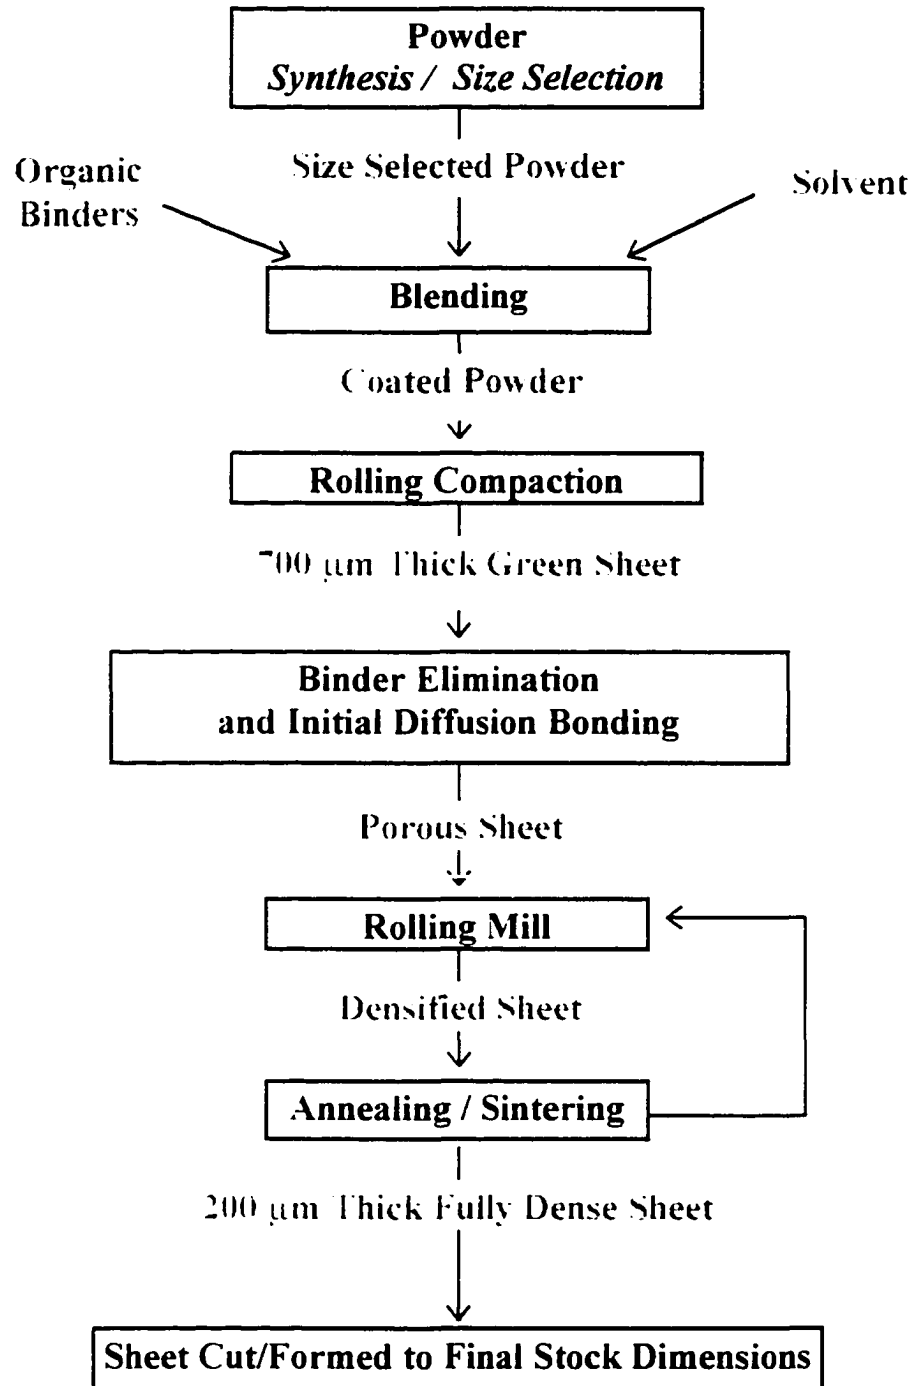 Powder
Synthesis / Size Selection
Organic
Binders
Size Selected Powder
Solvent
Blending
Coated Powder
Rolling Compaction
700 µm Thick Green Sheet
Binder Elimination
and Initial Diffusion Bonding
Porous Sheet
Rolling Mill
Densified Sheet
Annealing / Sintering
200 µm Thick Fully Dense Sheet
Sheet Cut/Formed to Final Stock Dimensions